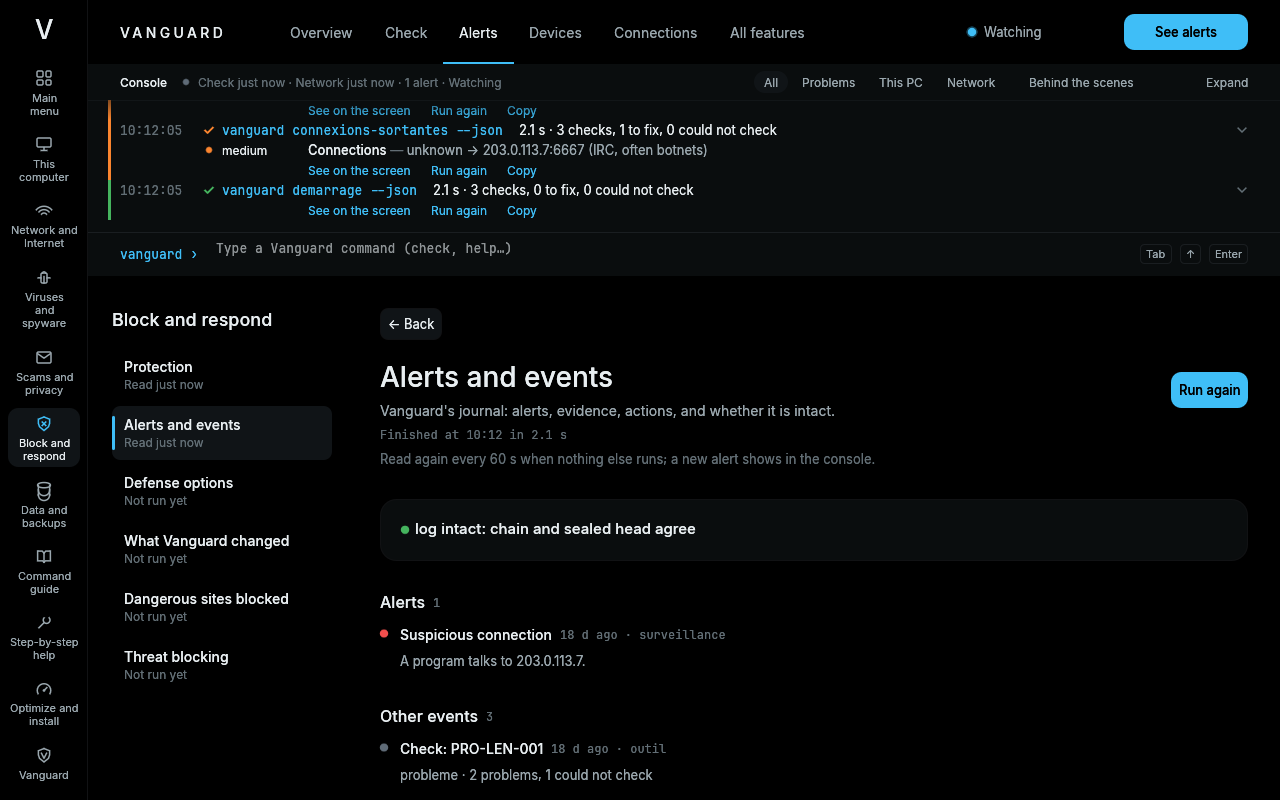 V
VANGUARD
Overview
Check
Alerts
Devices
Connections
All features
Watching
See alerts
Main menu
This computer
Network and Internet
Viruses and spyware
Scams and privacy
Block and respond
Data and backups
Command guide
Step-by-step help
Optimize and install
Vanguard
Console
Check just now · Network just now · 1 alert · Watching
All
Problems
This PC
Network
Behind the scenes
Expand
See on the screen Run again Copy
10:12:05 vanguard connexions-sortantes --json 2.1 s · 3 checks, 1 to fix, 0 could not check
medium Connections — unknown → 203.0.113.7:6667 (IRC, often botnets)
See on the screen Run again Copy
10:12:05 vanguard demarrage --json 2.1 s · 3 checks, 0 to fix, 0 could not check
See on the screen Run again Copy
vanguard › Type a Vanguard command (check, help…)
Tab ↑ Enter
Block and respond
Protection
Read just now
Alerts and events
Read just now
Defense options
Not run yet
What Vanguard changed
Not run yet
Dangerous sites blocked
Not run yet
Threat blocking
Not run yet
← Back
Alerts and events
Run again
Vanguard's journal: alerts, evidence, actions, and whether it is intact.
Finished at 10:12 in 2.1 s
Read again every 60 s when nothing else runs; a new alert shows in the console.
log intact: chain and sealed head agree
Alerts 1
Suspicious connection 18 d ago · surveillance
A program talks to 203.0.113.7.
Other events 3
Check: PRO-LEN-001 18 d ago · outil
probleme · 2 problems, 1 could not check